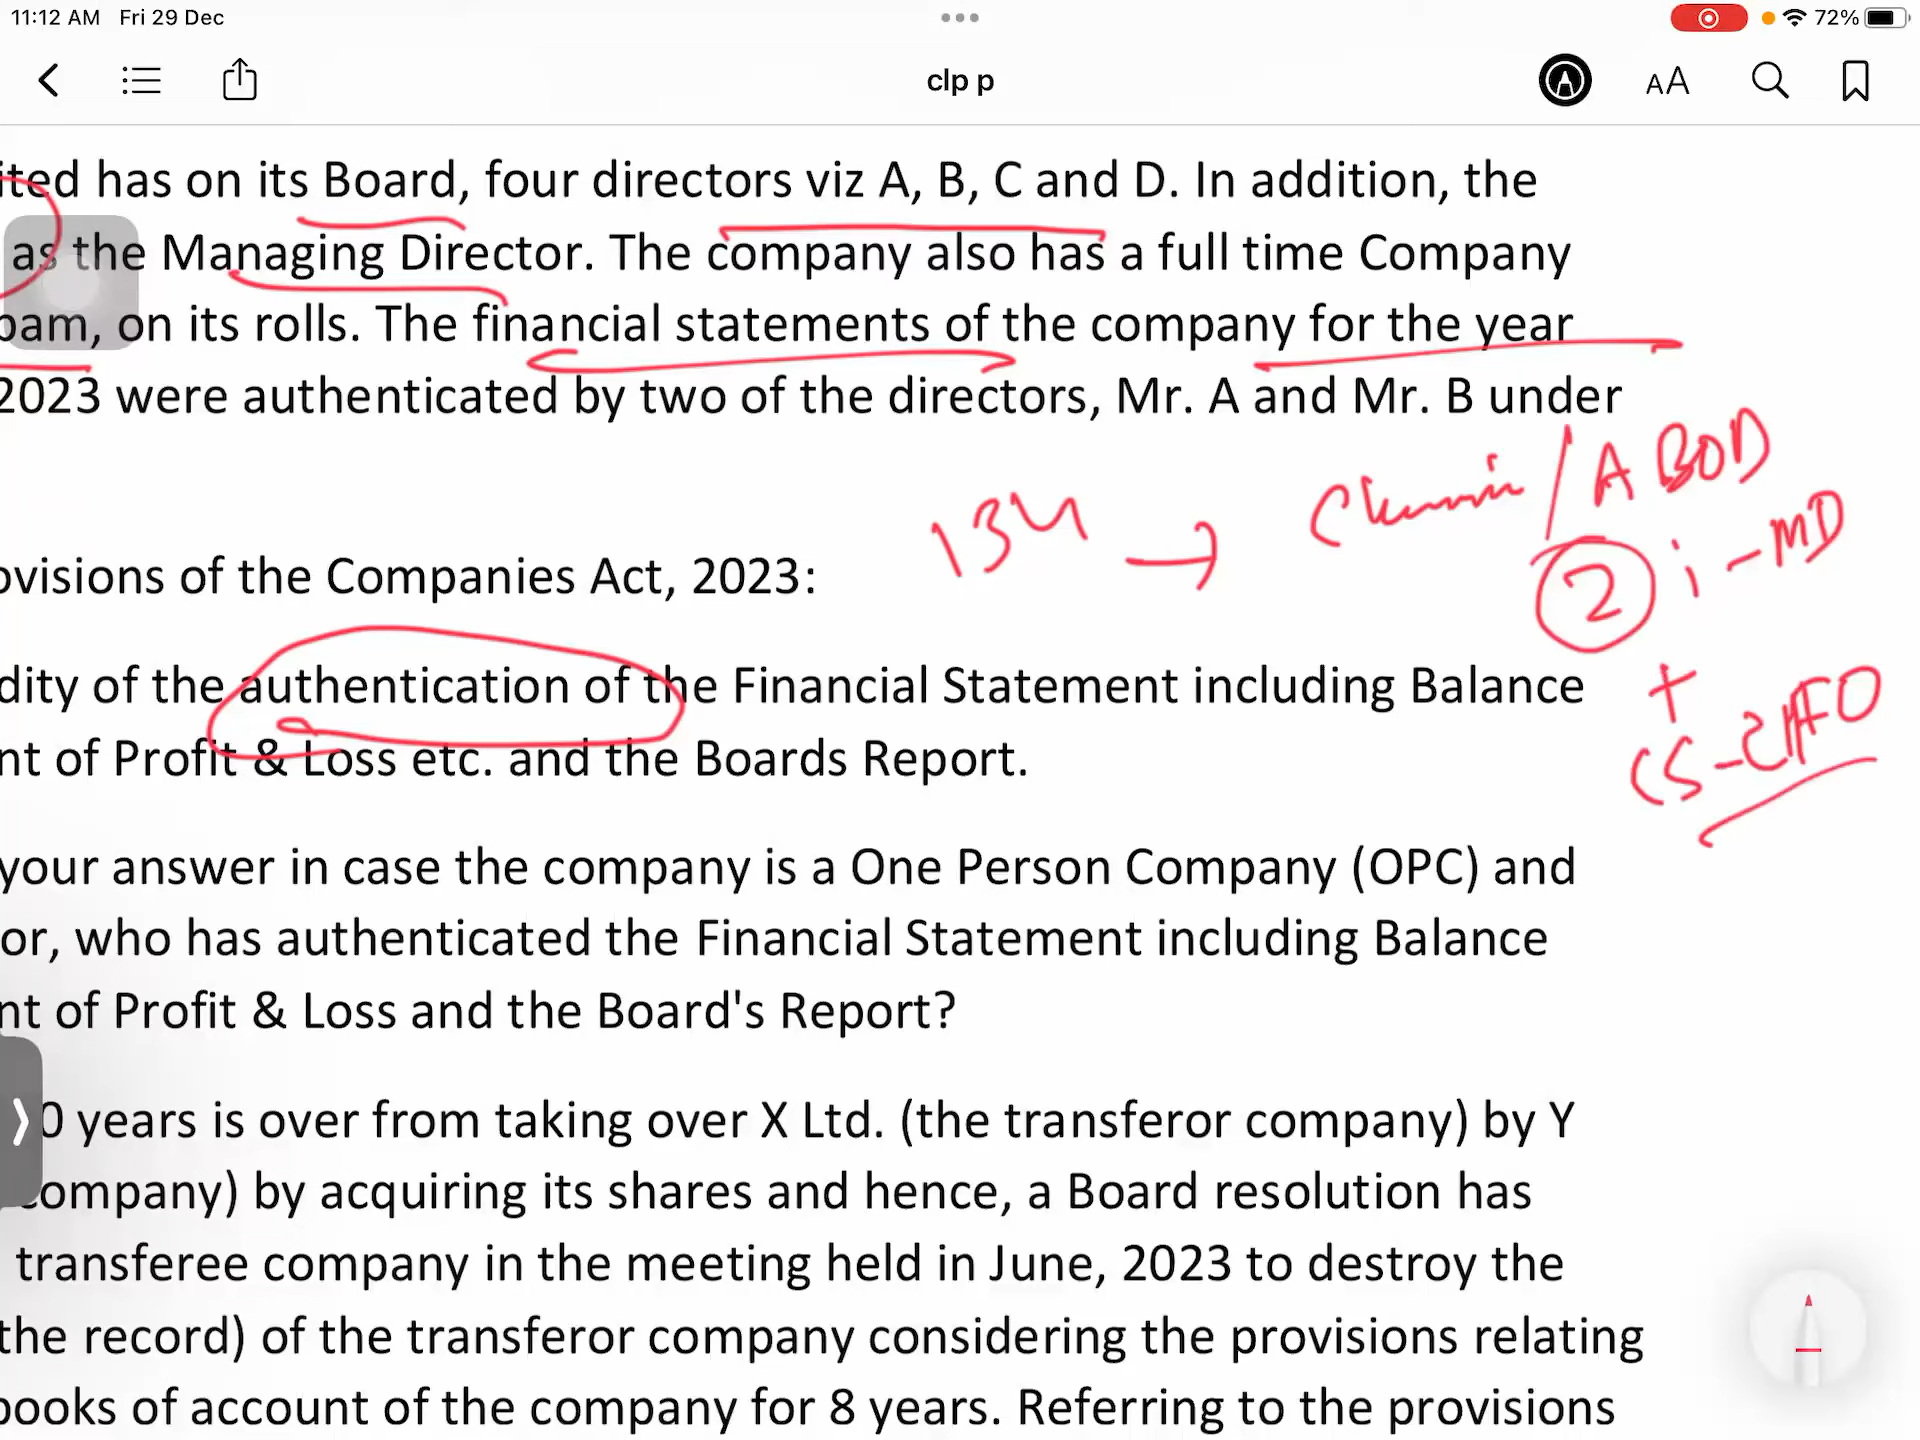 11:12 AM Fri 29 Dec
72%
clp p
AA
ited has on its Board, four directors viz A, B, C and D. In addition, the
as the Managing Director. The company also has a full time Company
bam, on its rolls. The financial statements of the company for the year
2023 were authenticated by two of the directors, Mr. A and Mr. B under
134 → / A BOD
ovisions of the Companies Act, 2023:
2 i - MD
dity of the authentication of the Financial Statement including Balance
+
nt of Profit & Loss etc. and the Boards Report.
CS -
your answer in case the company is a One Person Company (OPC) and
or, who has authenticated the Financial Statement including Balance
nt of Profit & Loss and the Board's Report?
0 years is over from taking over X Ltd. (the transferor company) by Y
company) by acquiring its shares and hence, a Board resolution has
transferee company in the meeting held in June, 2023 to destroy the
the record) of the transferor company considering the provisions relating
books of account of the company for 8 years. Referring to the provisions